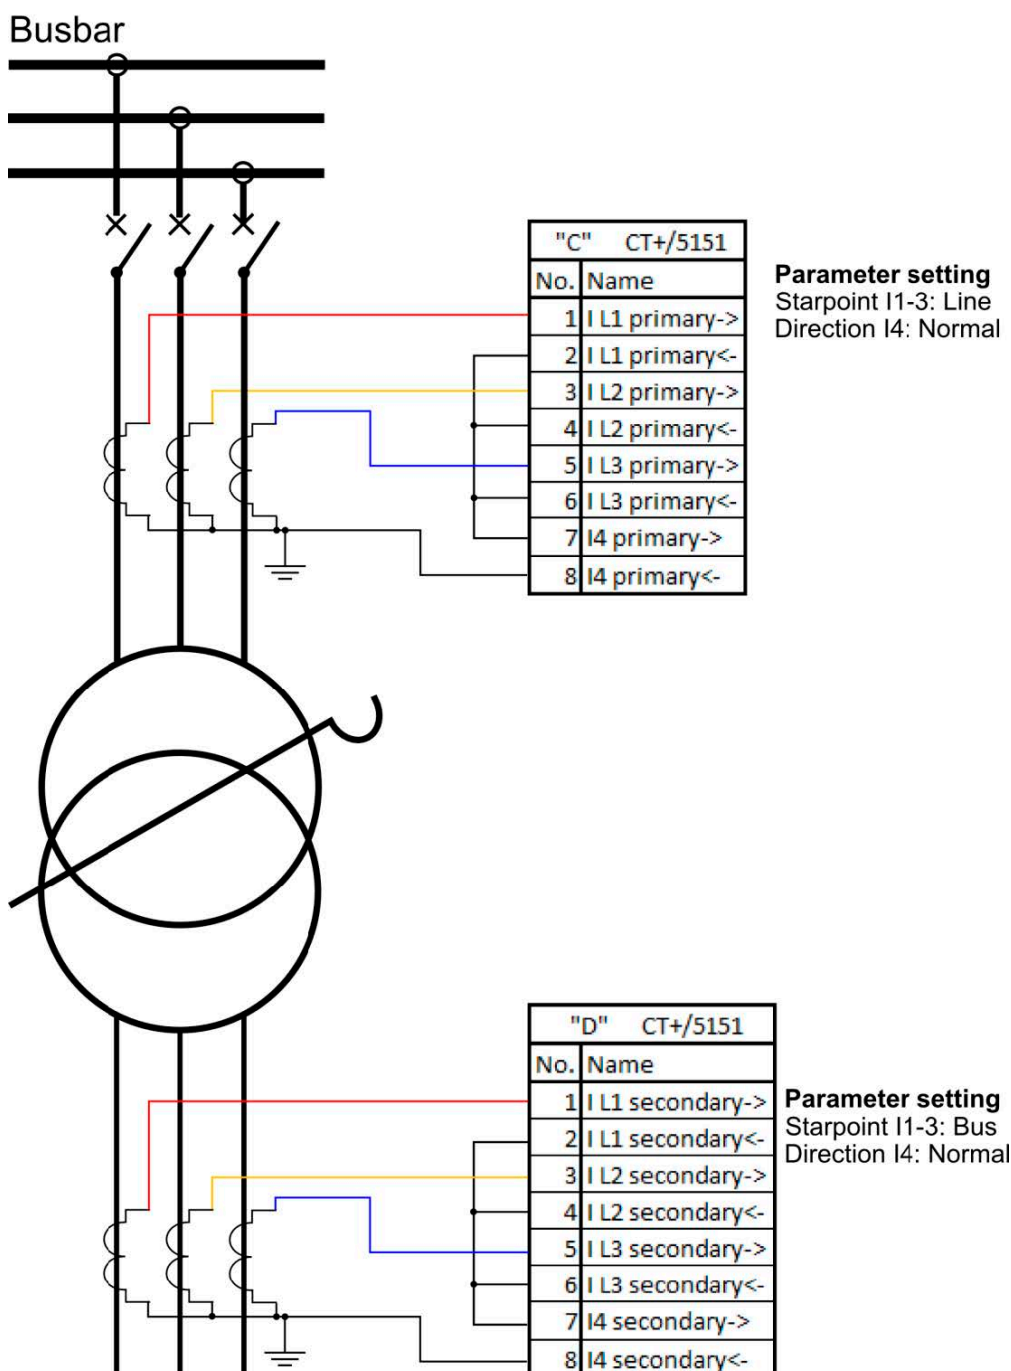 Busbar
"C" CT+/5151
No. Name
1 I L1 primary->
2 I L1 primary<-
3 I L2 primary->
4 I L2 primary<-
5 I L3 primary->
6 I L3 primary<-
7 I4 primary->
8 I4 primary<-
Parameter setting
Starpoint I1-3: Line
Direction I4: Normal
"D" CT+/5151
No. Name
1 I L1 secondary->
2 I L1 secondary<-
3 I L2 secondary->
4 I L2 secondary<-
5 I L3 secondary->
6 I L3 secondary<-
7 I4 secondary->
8 I4 secondary<-
Parameter setting
Starpoint I1-3: Bus
Direction I4: Normal